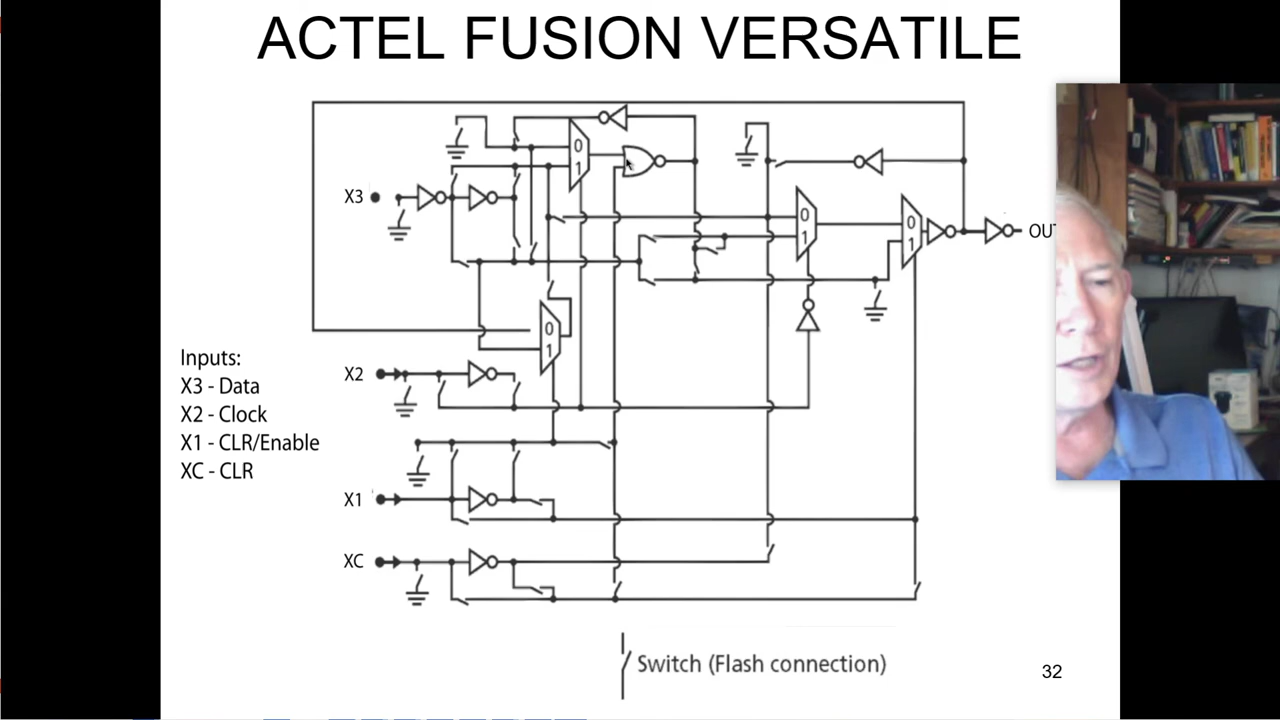 ACTEL FUSION VERSATILE
0
1
X3
0
1
0
1
OU
0
1
Inputs:
X3 - Data
X2 - Clock
X1 - CLR/Enable
XC - CLR
X2
X1
XC
Switch (Flash connection)
32